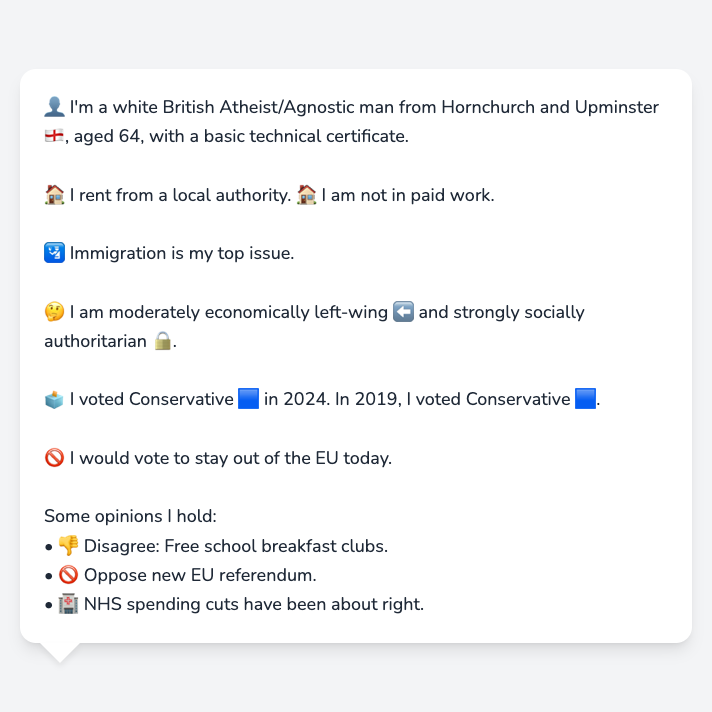 👤 I'm a white British Atheist/Agnostic man from Hornchurch and Upminster
🏴󠁧󠁢󠁥󠁮󠁧󠁿, aged 64, with a basic technical certificate.
🏠 I rent from a local authority. 🏠 I am not in paid work.
🛂 Immigration is my top issue.
🤔 I am moderately economically left-wing ⬅️ and strongly socially
authoritarian 🔒.
🗳️ I voted Conservative 🟦 in 2024. In 2019, I voted Conservative 🟦.
🚫 I would vote to stay out of the EU today.
Some opinions I hold:
• 👎 Disagree: Free school breakfast clubs.
• 🚫 Oppose new EU referendum.
• 🏥 NHS spending cuts have been about right.